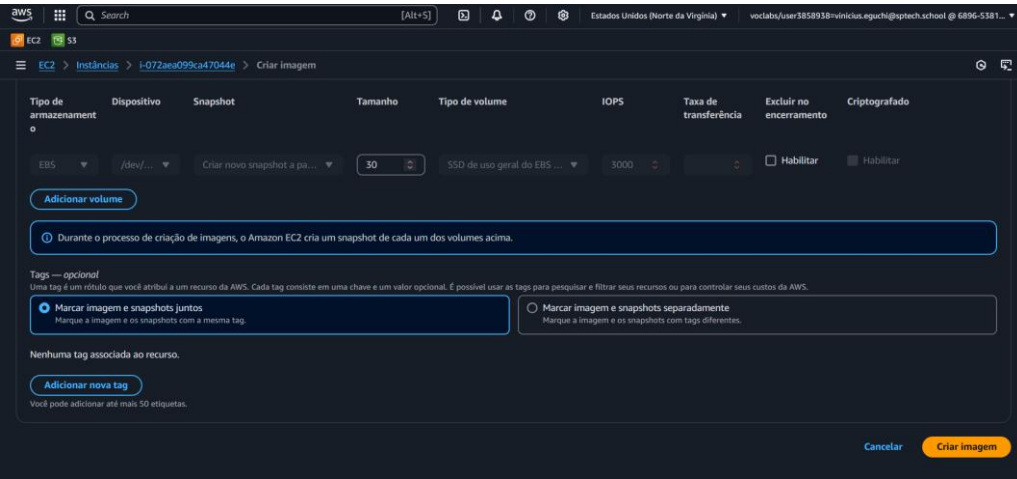 aws Search [Alt+S] Estados Unidos (Norte da Virgínia) voclabs/user3858938=vinicius.eguchi@sptech.school @ 6896-5381...
EC2 S3
EC2 > Instâncias > i-072aea099ca47044e > Criar imagem
Tipo de armazenamento Dispositivo Snapshot Tamanho Tipo de volume IOPS Taxa de transferência Excluir no encerramento Criptografado
EBS /dev/... Criar novo snapshot a pa... 30 SSD de uso geral do EBS ... 3000 Habilitar Habilitar
Adicionar volume
Durante o processo de criação de imagens, o Amazon EC2 cria um snapshot de cada um dos volumes acima.
Tags — opcional
Uma tag é um rótulo que você atribui a um recurso da AWS. Cada tag consiste em uma chave e um valor opcional. É possível usar as tags para pesquisar e filtrar seus recursos ou para controlar seus custos da AWS.
Marcar imagem e snapshots juntos
Marque a imagem e os snapshots com a mesma tag.
Marcar imagem e snapshots separadamente
Marque a imagem e os snapshots com tags diferentes.
Nenhuma tag associada ao recurso.
Adicionar nova tag
Você pode adicionar até mais 50 etiquetas.
Cancelar Criar imagem